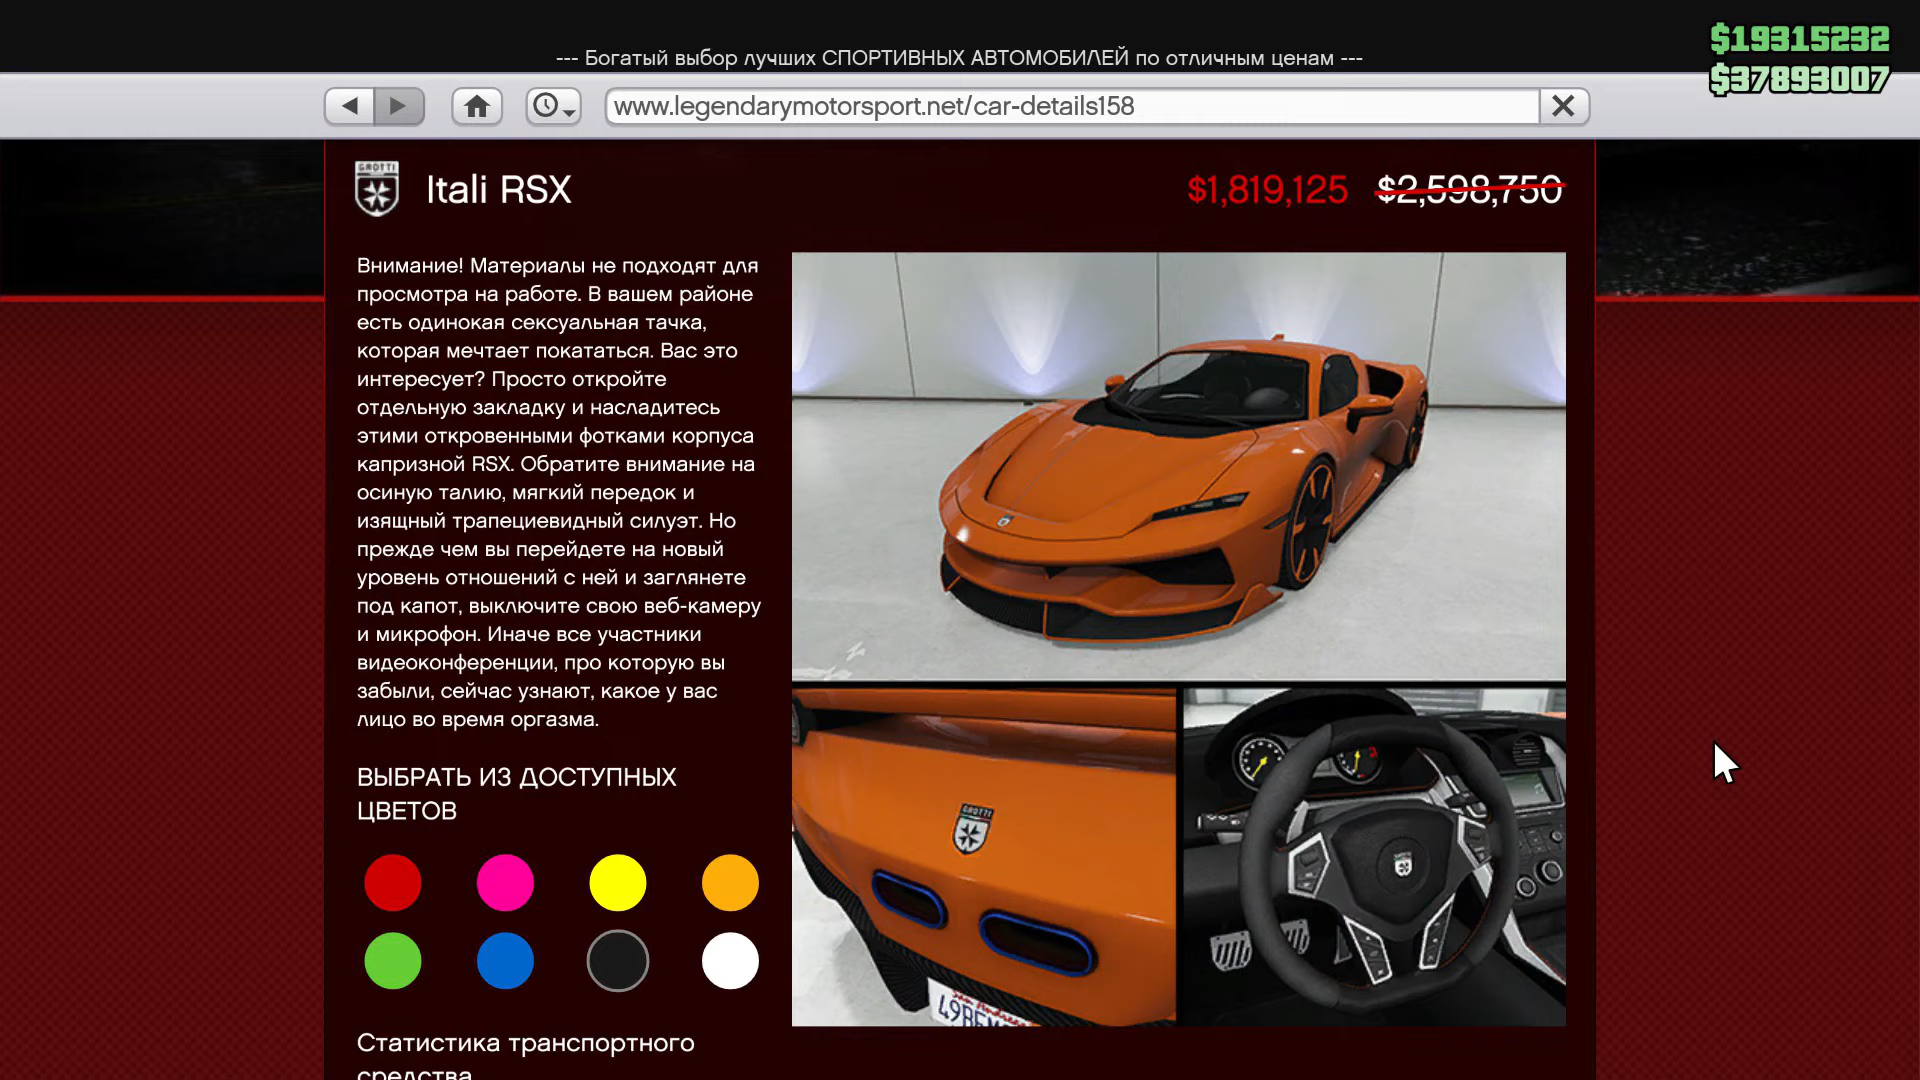 --- Богатый выбор лучших СПОРТИВНЫХ АВТОМОБИЛЕЙ по отличным ценам ---
$19315232
$37893007
www.legendarymotorsport.net/car-details158
GROTTI
Itali RSX
$1,819,125 $2,598,750
Внимание! Материалы не подходят для
просмотра на работе. В вашем районе
есть одинокая сексуальная тачка,
которая мечтает покататься. Вас это
интересует? Просто откройте
отдельную закладку и насладитесь
этими откровенными фотками корпуса
капризной RSX. Обратите внимание на
осиную талию, мягкий передок и
изящный трапециевидный силуэт. Но
прежде чем вы перейдете на новый
уровень отношений с ней и заглянете
под капот, выключите свою веб-камеру
и микрофон. Иначе все участники
видеоконференции, про которую вы
забыли, сейчас узнают, какое у вас
лицо во время оргазма.
ВЫБРАТЬ ИЗ ДОСТУПНЫХ
ЦВЕТОВ
GROTTI
Статистика транспортного
средства